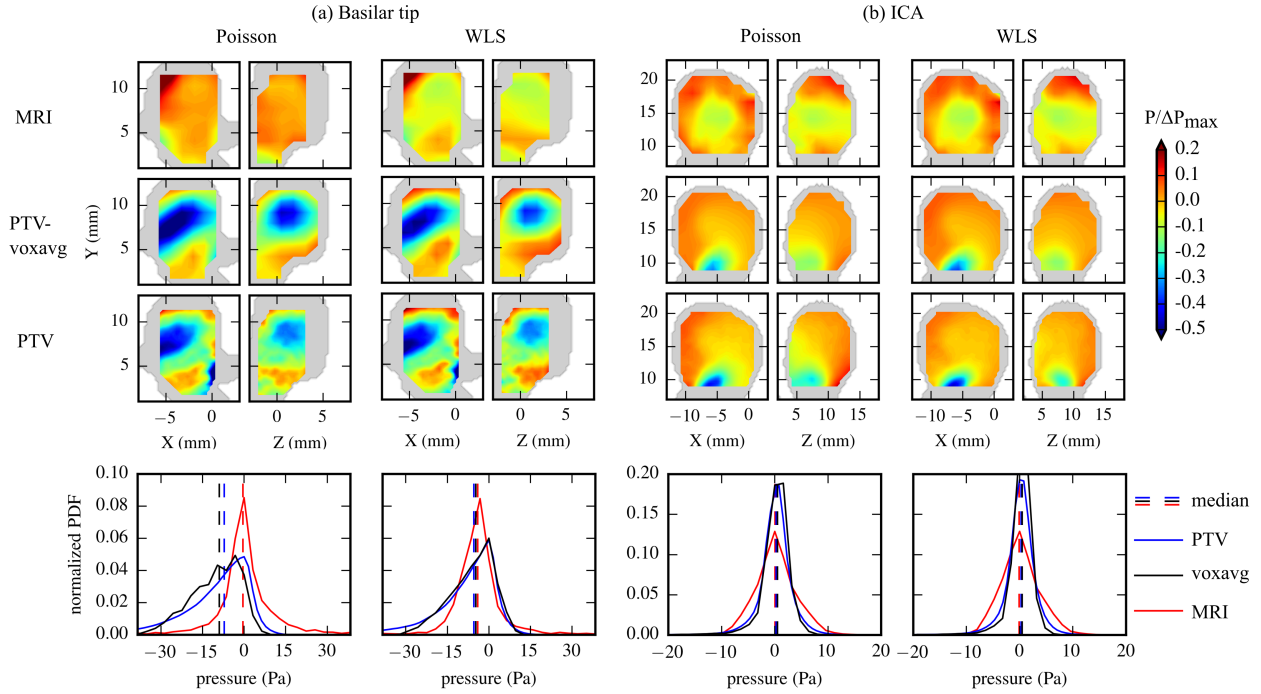 (a) Basilar tip (b) ICA
Poisson WLS Poisson WLS
MRI
PTV-
voxavg
PTV
Y (mm)
10
5
10
5
10
5
20
15
10
20
15
10
20
15
10
−5 0 0 5 −5 0 0 5 −10 −5 0 5 10 15 −10 −5 0 5 10 15
X (mm) Z (mm) X (mm) Z (mm) X (mm) Z (mm) X (mm) Z (mm)
P/ΔPmax
0.2
0.1
0.0
-0.1
-0.2
-0.3
-0.4
-0.5
normalized PDF
0.10
0.08
0.06
0.04
0.02
0.00
0.20
0.15
0.10
0.05
0.00
−30 −15 0 15 30 −30 −15 0 15 30 −20 −10 0 10 20 −20 −10 0 10 20
pressure (Pa) pressure (Pa) pressure (Pa) pressure (Pa)
median
PTV
voxavg
MRI